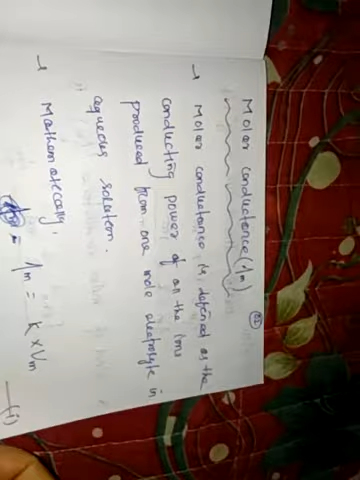 (22)
Molar conductance (Λm)
→ Molar conductance is defined as the
conducting power of all the ions
produced from one mole electrolyte in
aqueous solution.
→ Mathematically,
Λm = K × Vm —(i)